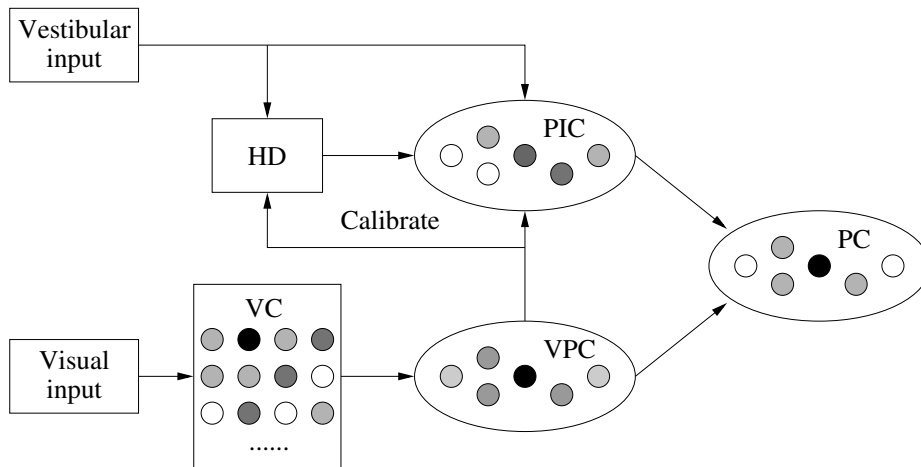 Vestibular
input
PIC
HD
Calibrate
PC
VC
VPC
Visual
input
......